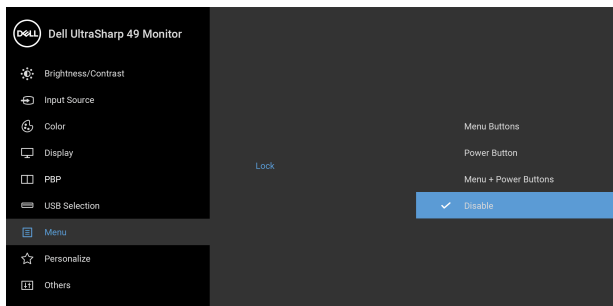 DELL Dell UltraSharp 49 Monitor
Brightness/Contrast
Input Source
Color
Display
PBP
USB Selection
Menu
Personalize
Others
Lock
Menu Buttons
Power Button
Menu + Power Buttons
Disable